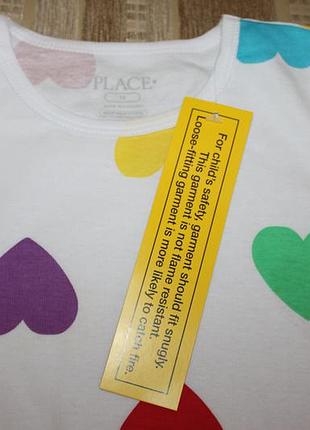 PLACE
For child's safety, garment should fit snugly.
This garment is not flame resistant.
Loose-fitting garment is more likely to catch fire.